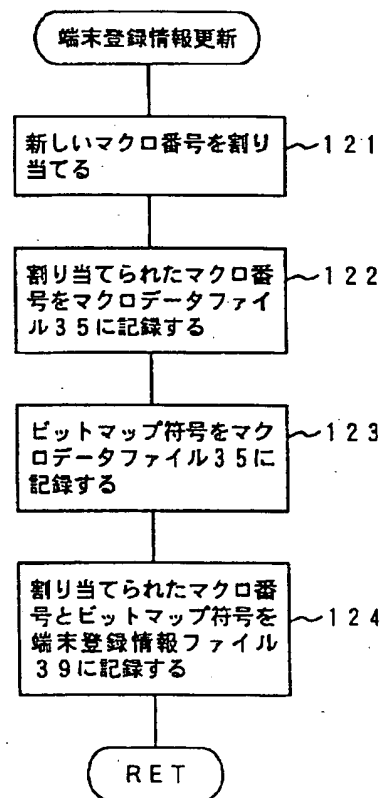 端末登録情報更新
新しいマクロ番号を割り
当てる
121
割り当てられたマクロ番
号をマクロデータファイ
ル35に記録する
122
ビットマップ符号をマク
ロデータファイル35に
記録する
123
割り当てられたマクロ番
号とビットマップ符号を
端末登録情報ファイル
39に記録する
124
RET